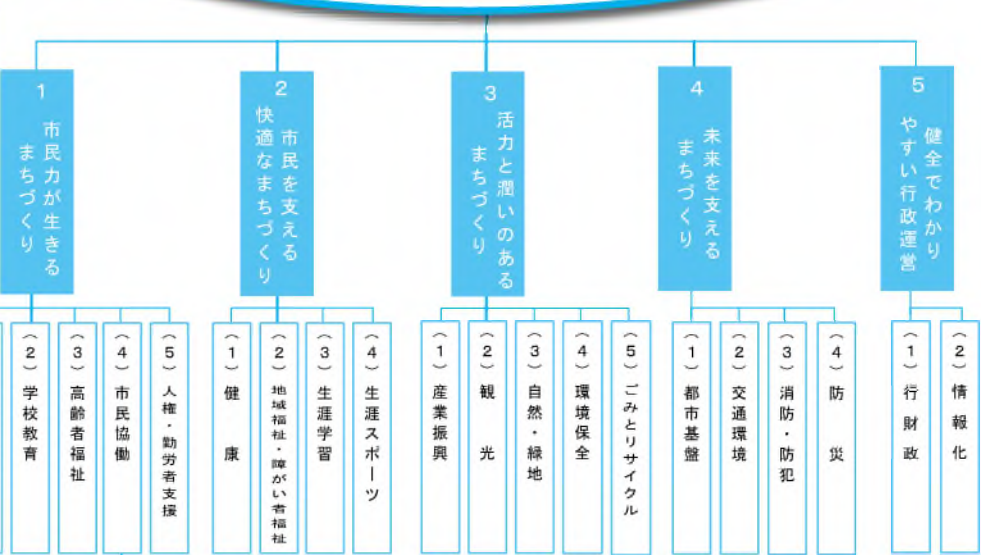 1
市民力が生きる
まちづくり
2
市民を支える
快適なまちづくり
3
活力と潤いのある
まちづくり
4
未来を支える
まちづくり
5
健全でわかり
やすい行政運営
(2)学校教育
(3)高齢者福祉
(4)市民協働
(5)人権・勤労者支援
(1)健康
(2)地域福祉・障がい者福祉
(3)生涯学習
(4)生涯スポーツ
(1)産業振興
(2)観光
(3)自然・緑地
(4)環境保全
(5)ごみとリサイクル
(1)都市基盤
(2)交通環境
(3)消防・防犯
(4)防災
(1)行財政
(2)情報化